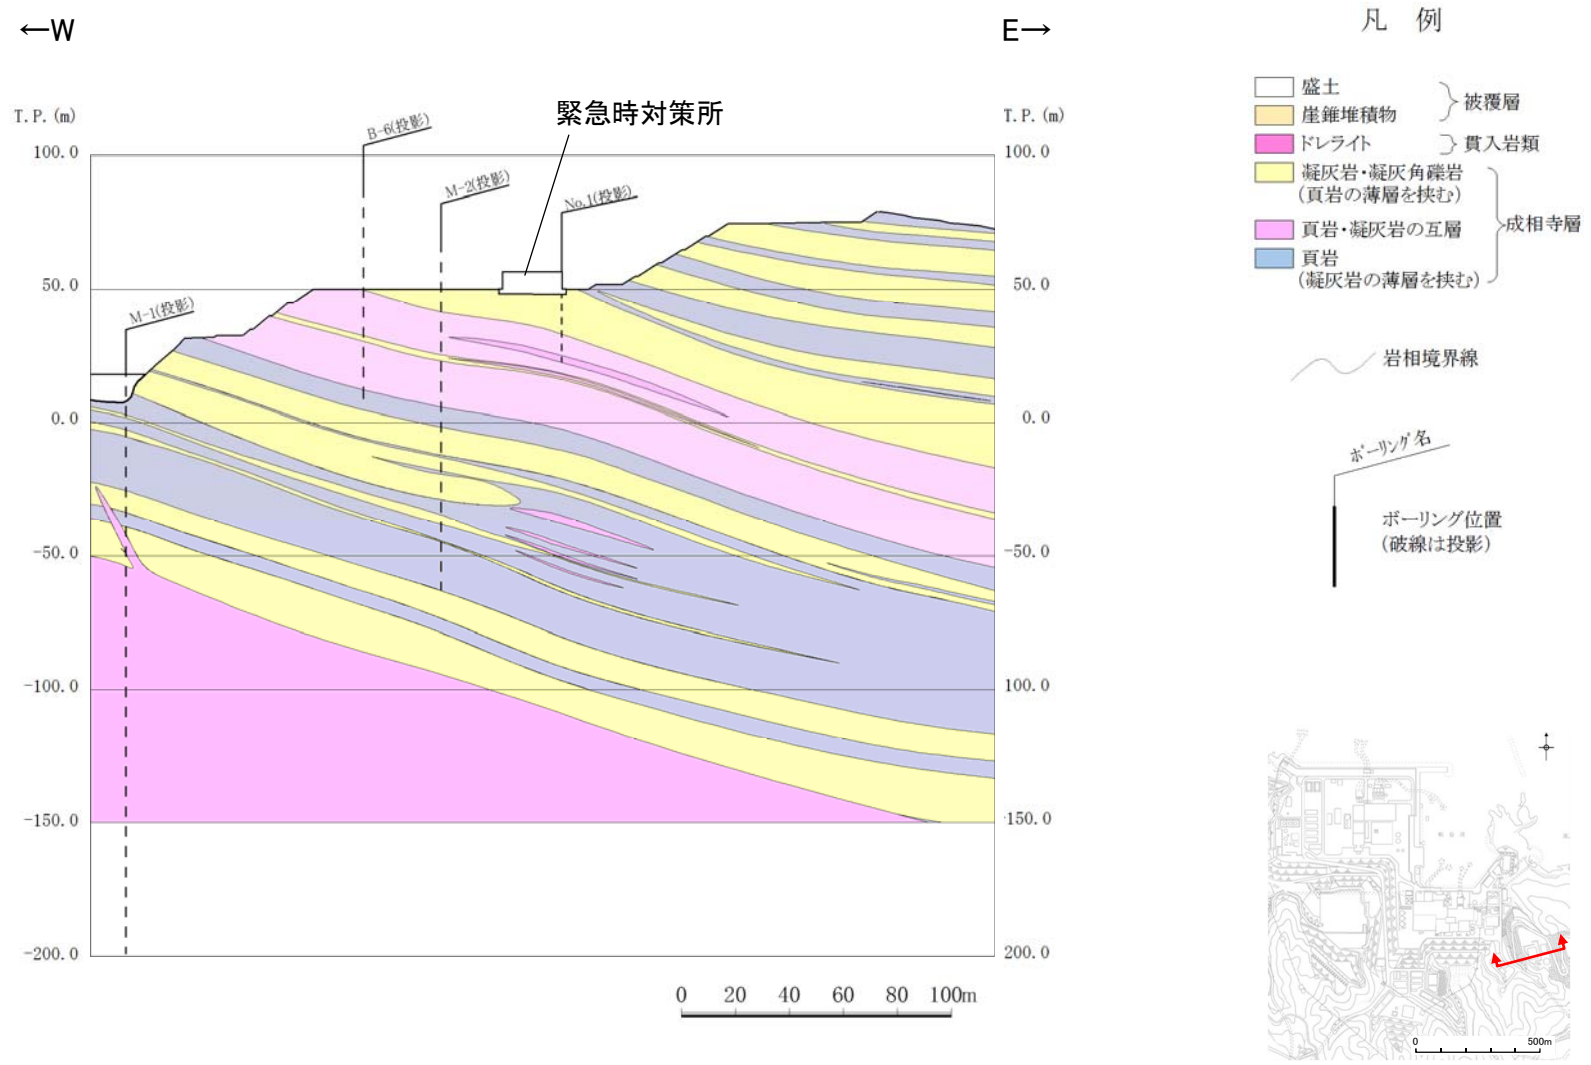 ←W
E→
緊急時対策所
T.P.(m)
T.P.(m)
100.0
50.0
0.0
-50.0
-100.0
-150.0
-200.0
100.0
50.0
0.0
-50.0
100.0
150.0
200.0
B-6(投影)
M-2(投影)
No.1(投影)
M-1(投影)
0 20 40 60 80 100m
凡 例
盛土
崖錐堆積物
被覆層
ドレライト
貫入岩類
凝灰岩・凝灰角礫岩
(頁岩の薄層を挟む)
頁岩・凝灰岩の互層
成相寺層
頁岩
(凝灰岩の薄層を挟む)
岩相境界線
ボーリング名
ボーリング位置
(破線は投影)
0 500m